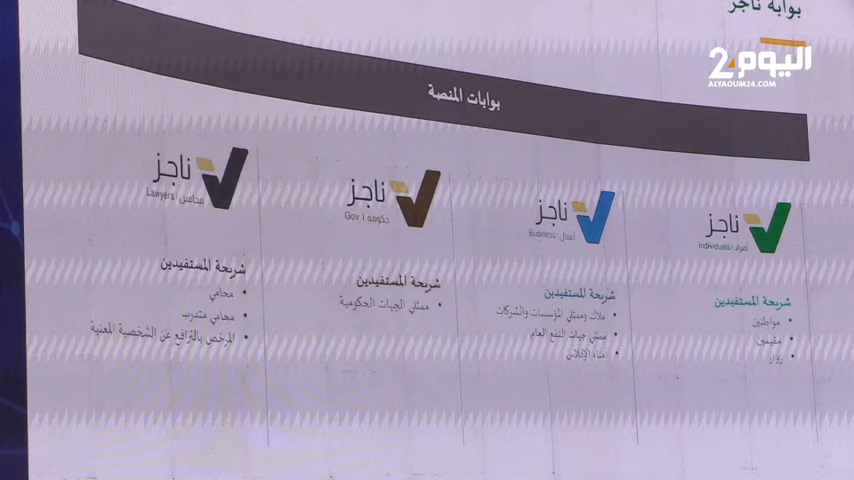 بوابة ناجز
اليوم 24
ALYAOUM24.COM
بوابات المنصة
ناجز
أفراد | Individuals
شريحة المستفيدين
• مواطنين
• مقيمين
• زوار
ناجز
أعمال | Business
شريحة المستفيدين
• ملاك وممثلي المؤسسات والشركات
• ممثلي جهات النفع العام
• أمناء الإفلاس
ناجز
حكومة | Gov
شريحة المستفيدين
• ممثلي الجهات الحكومية
ناجز
محامين | Lawyers
شريحة المستفيدين
• محامي
• محامي متدرب
• المرخص بالترافع عن الشخصية المعنية